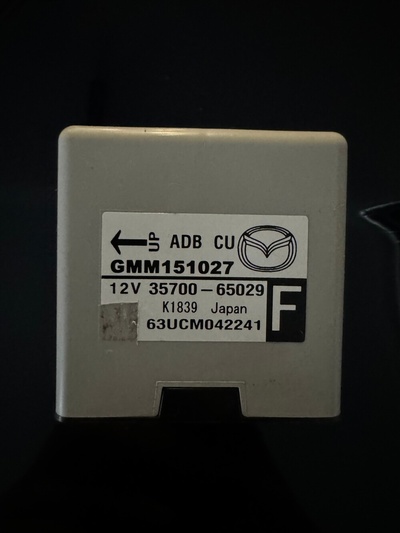 ← UP ADB CU
GMM151027
12V 35700-65029
F
K1839 Japan
63UCM042241